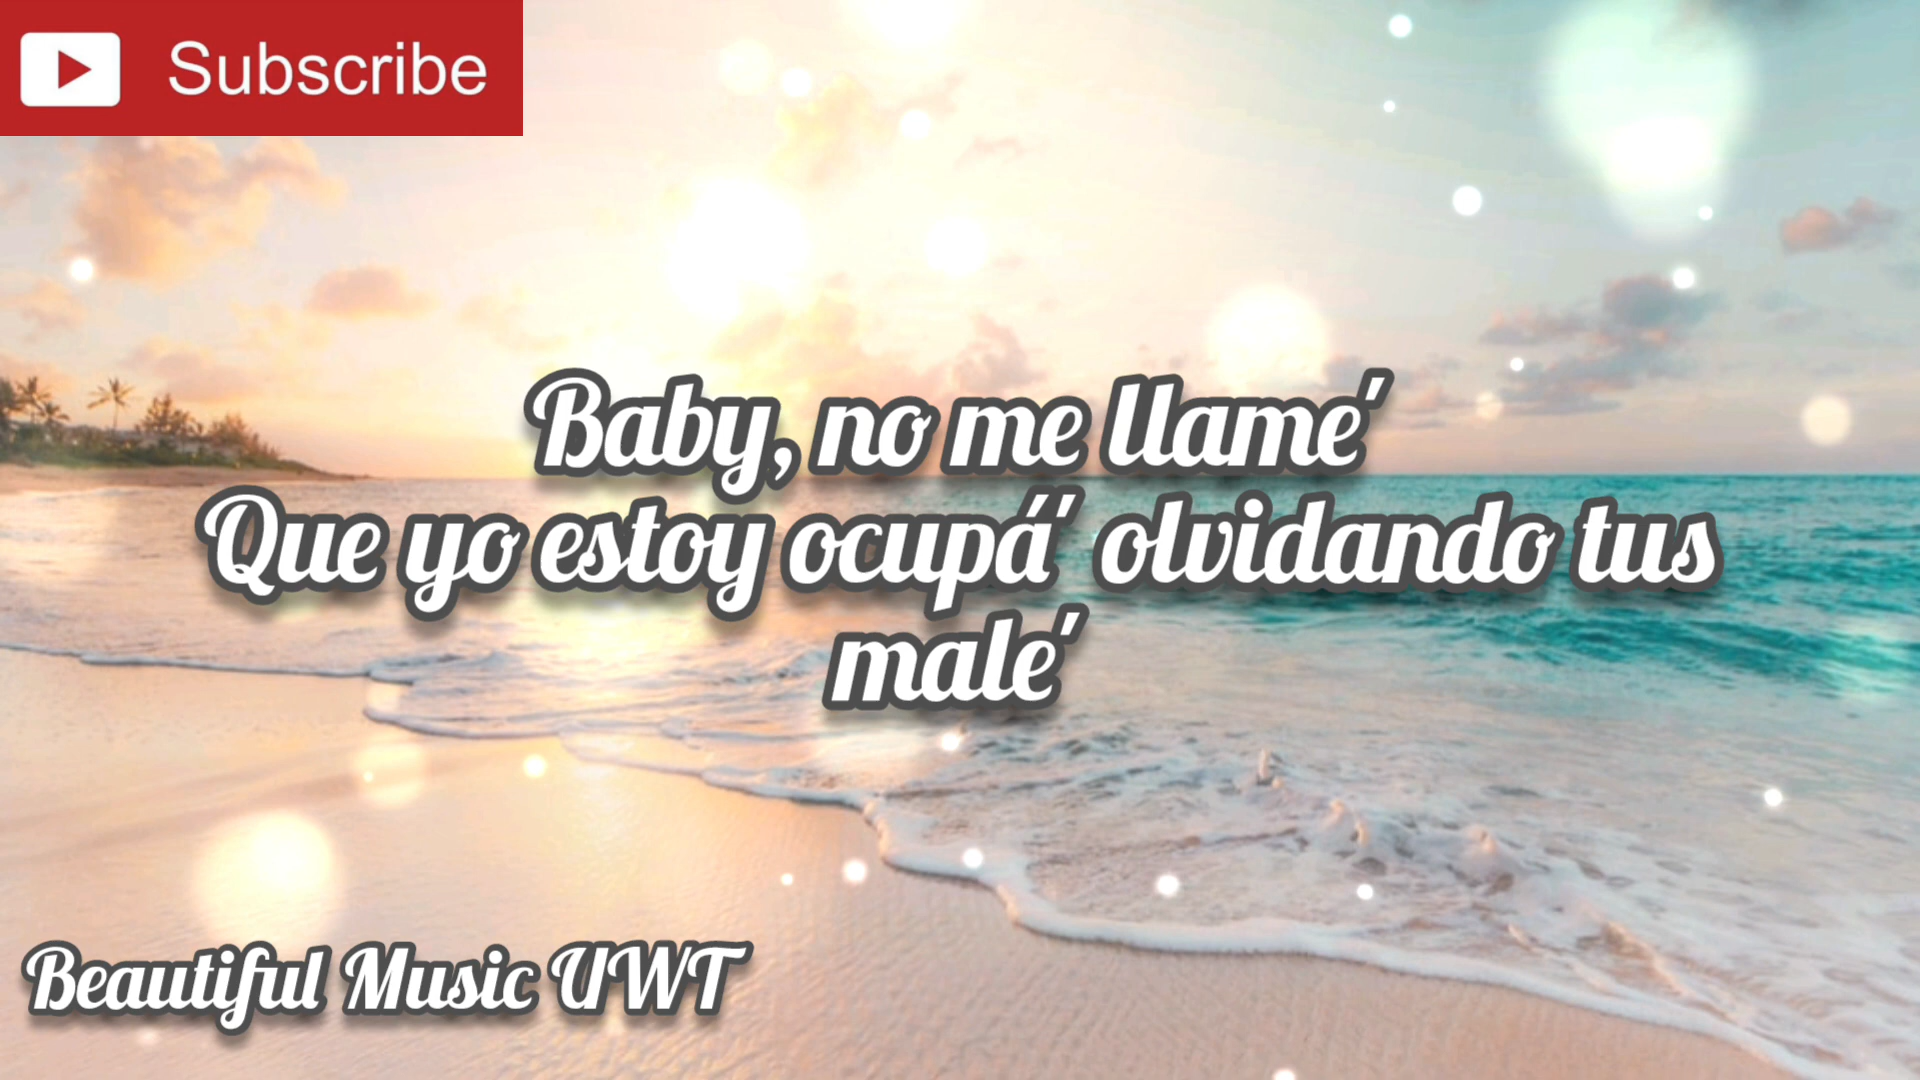 Subscribe
Baby, no me llame'
Que yo estoy ocupá' olvidando tus
male'
Beautiful Music UWT